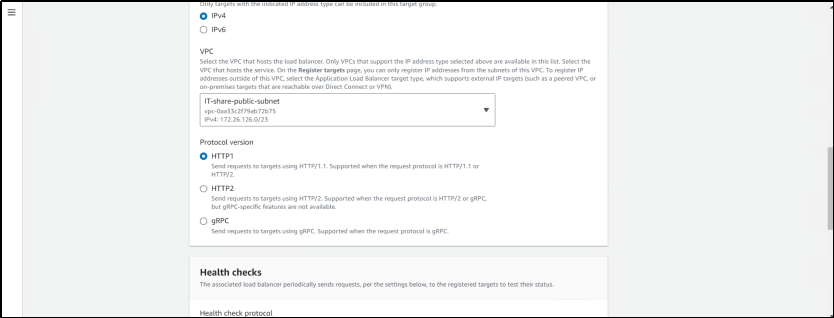 Only targets with the indicated IP address type can be included in this target group.
IPv4
IPv6
VPC
Select the VPC that hosts the load balancer. Only VPCs that support the IP address type selected above are available in this list. Select the
VPC that hosts the service. On the Register targets page, you can only register IP addresses from the subnets of this VPC. To register IP
addresses outside of this VPC, select the Application Load Balancer target type, which supports external IP targets (such as a peered VPC, or
on-premises targets that are reachable over Direct Connect or VPN).
IT-share-public-subnet
vpc-0aa33c2f79ab72b75
IPv4: 172.26.126.0/23
Protocol version
HTTP1
Send requests to targets using HTTP/1.1. Supported when the request protocol is HTTP/1.1 or
HTTP/2.
HTTP2
Send requests to targets using HTTP/2. Supported when the request protocol is HTTP/2 or gRPC,
but gRPC-specific features are not available.
gRPC
Send requests to targets using gRPC. Supported when the request protocol is gRPC.
Health checks
The associated load balancer periodically sends requests, per the settings below, to the registered targets to test their status.
Health check protocol